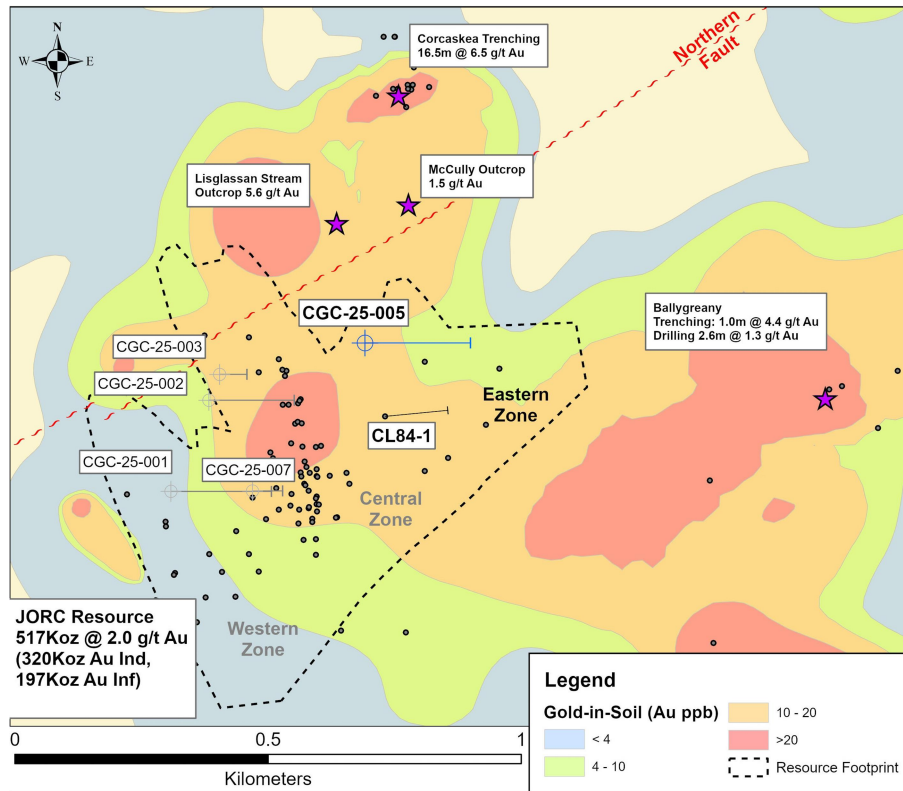 N
W
E
S
Corcaskea Trenching
16.5m @ 6.5 g/t Au
Northern
Fault
McCully Outcrop
1.5 g/t Au
Lisglassan Stream
Outcrop 5.6 g/t Au
CGC-25-005
Ballygreany
Trenching: 1.0m @ 4.4 g/t Au
Drilling 2.6m @ 1.3 g/t Au
CGC-25-003
CGC-25-002
Eastern
Zone
CL84-1
CGC-25-001
CGC-25-007
Central
Zone
JORC Resource
517Koz @ 2.0 g/t Au
(320Koz Au Ind,
197Koz Au Inf)
Western
Zone
Legend
Gold-in-Soil (Au ppb)
< 4
4 - 10
10 - 20
>20
Resource Footprint
0
0.5
1
Kilometers